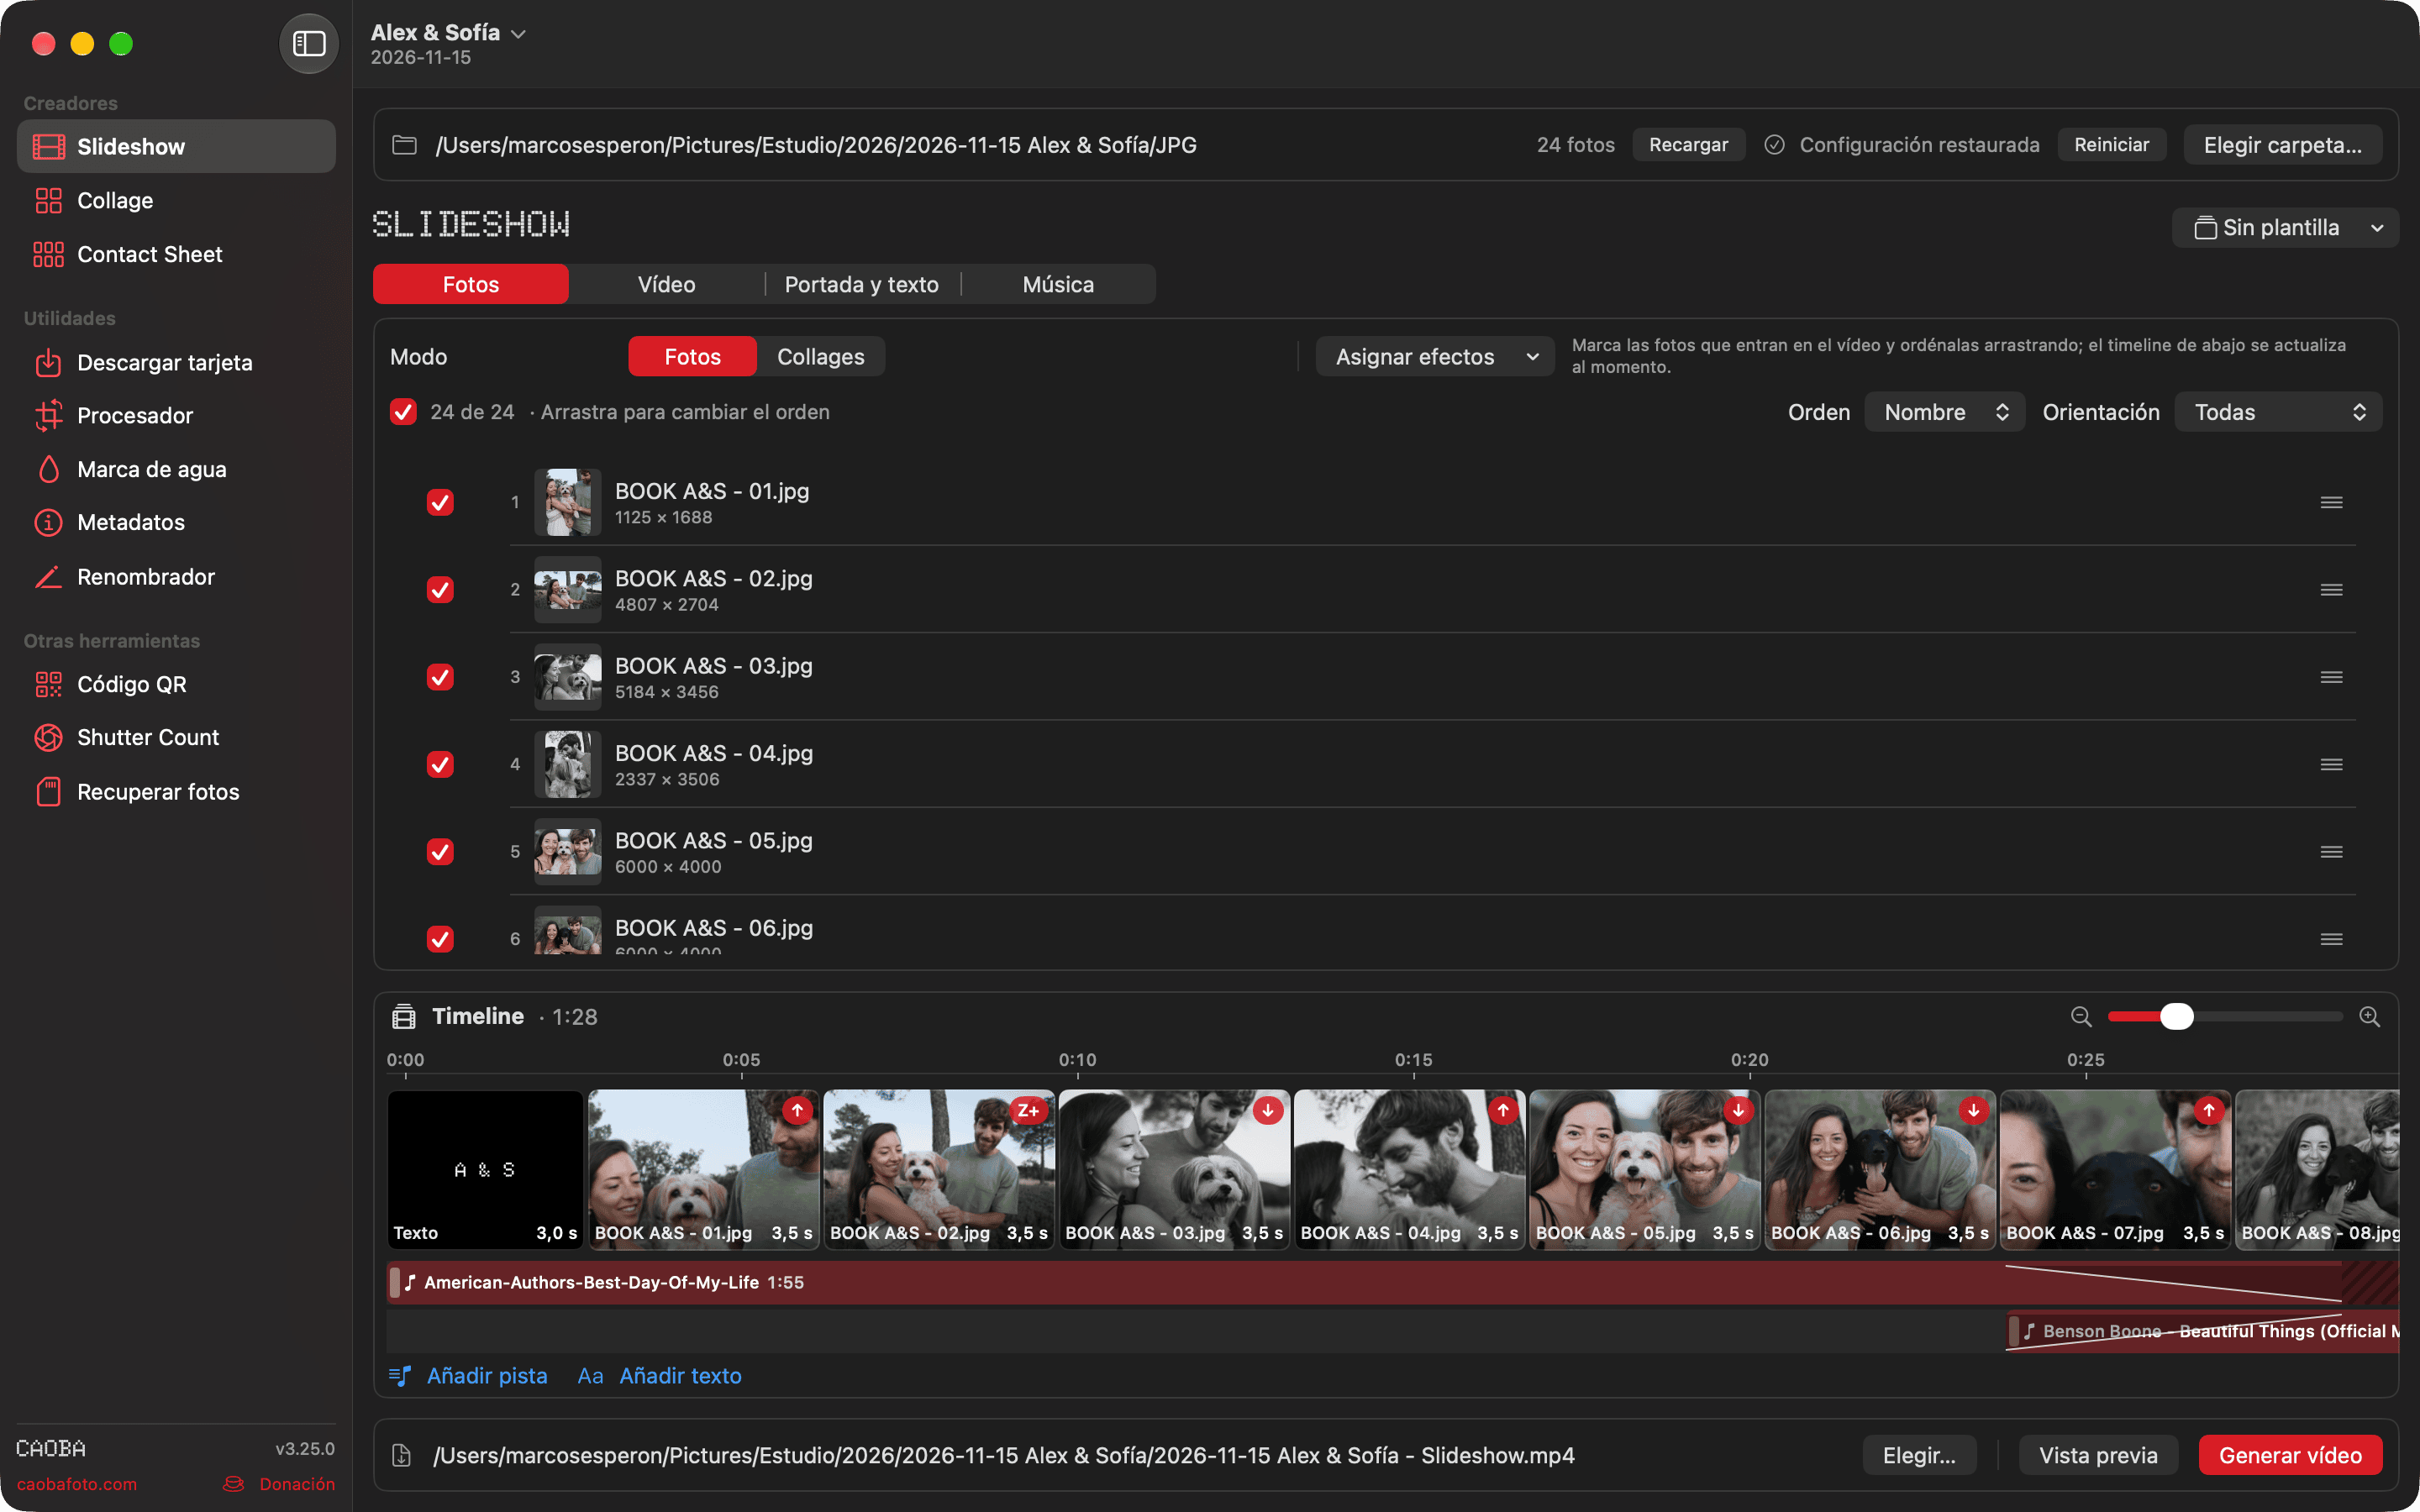 Alex & Sofía
2026-11-15
Creadores
Slideshow
Collage
Contact Sheet
Utilidades
Descargar tarjeta
Procesador
Marca de agua
Metadatos
Renombrador
Otras herramientas
Código QR
Shutter Count
Recuperar fotos
CAOBA v3.25.0
caobafoto.com Donación
/Users/marcosesperon/Pictures/Estudio/2026/2026-11-15 Alex & Sofía/JPG 24 fotos Recargar Configuración restaurada Reiniciar Elegir carpeta...
SLIDESHOW Sin plantilla
Fotos Vídeo Portada y texto Música
Modo Fotos Collages Asignar efectos
Marca las fotos que entran en el vídeo y ordénalas arrastrando; el timeline de abajo se actualiza
al momento.
24 de 24 · Arrastra para cambiar el orden Orden Nombre Orientación Todas
1 BOOK A&S - 01.jpg
1125 × 1688
2 BOOK A&S - 02.jpg
4807 × 2704
3 BOOK A&S - 03.jpg
5184 × 3456
4 BOOK A&S - 04.jpg
2337 × 3506
5 BOOK A&S - 05.jpg
6000 × 4000
6 BOOK A&S - 06.jpg
6000 × 4000
Timeline · 1:28
0:00 0:05 0:10 0:15 0:20 0:25
Z+
A & S
Texto 3,0 s BOOK A&S - 01.jpg 3,5 s BOOK A&S - 02.jpg 3,5 s BOOK A&S - 03.jpg 3,5 s BOOK A&S - 04.jpg 3,5 s BOOK A&S - 05.jpg 3,5 s BOOK A&S - 06.jpg 3,5 s BOOK A&S - 07.jpg 3,5 s BOOK A&S - 08.jpg
American-Authors-Best-Day-Of-My-Life 1:55
Benson Boone - Beautiful Things (Official M
Añadir pista Aa Añadir texto
/Users/marcosesperon/Pictures/Estudio/2026/2026-11-15 Alex & Sofía/2026-11-15 Alex & Sofía - Slideshow.mp4 Elegir... Vista previa Generar vídeo